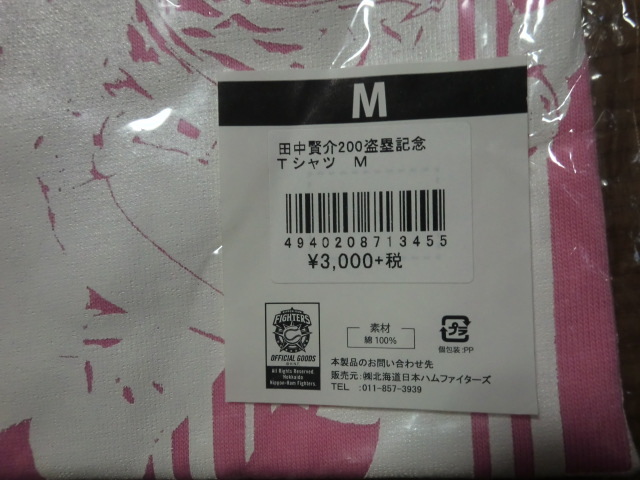 M
田中賢介200盗塁記念
Tシャツ M
4940208713455
¥3,000+税
FIGHTERS
OFFICIAL GOODS
All Rights Reserved.
Hokkaido
Nippon-Ham Fighters.
素材
綿100%
プラ
個包装:PP
本製品のお問い合わせ先
販売元:㈱北海道日本ハムファイターズ
TEL :011-857-3939